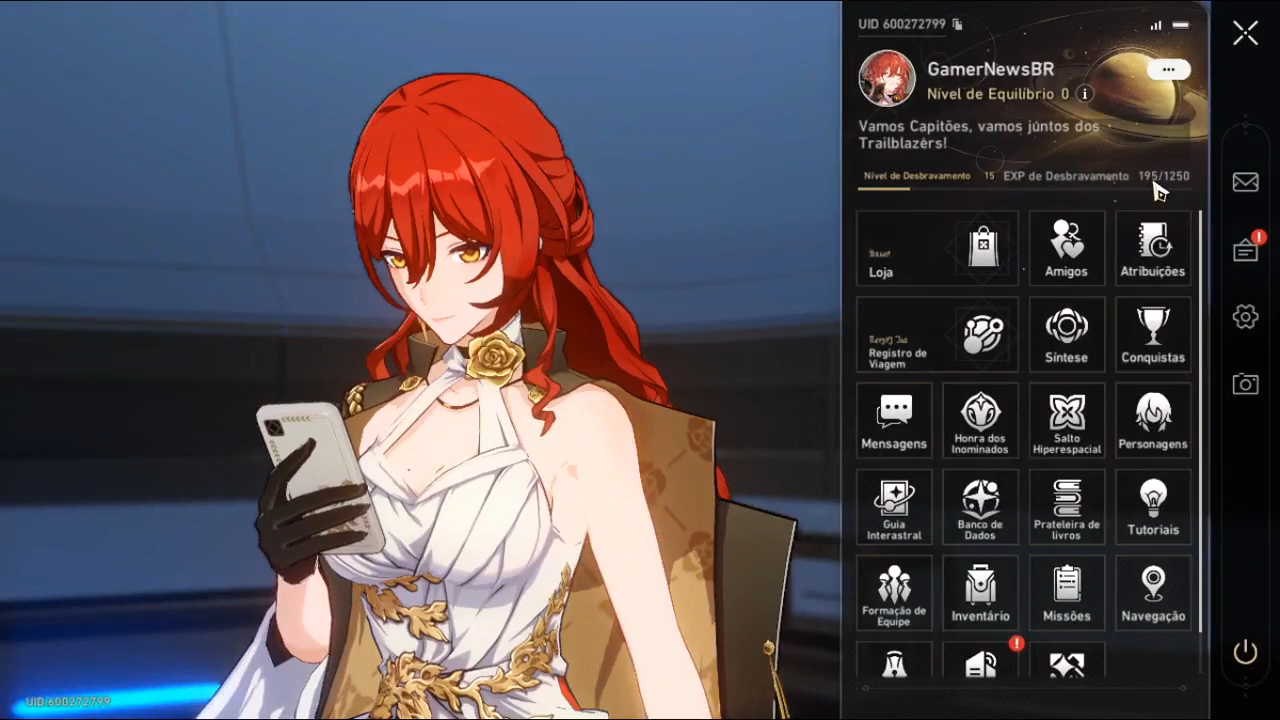 UID 600272799
GamerNewsBR
Nível de Equilíbrio 0
Vamos Capitões, vamos juntos dos
Trailblazers!
Nível de Desbravamento 15 EXP de Desbravamento 195/1250
Loja
Amigos
Atribuições
Registro de
Viagem
Síntese
Conquistas
Mensagens
Honra dos
Inominados
Salto
Hiperespacial
Personagens
Guia
Interastral
Banco de
Dados
Prateleira de
livros
Tutoriais
Formação de
Equipe
Inventário
Missões
Navegação
UID:600272799